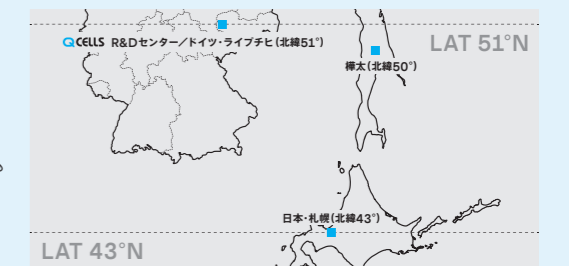 QCELLS R&Dセンター／ドイツ・ライプチヒ（北緯51°）
LAT 51°N
樺太（北緯50°）
日本・札幌（北緯43°）
LAT 43°N